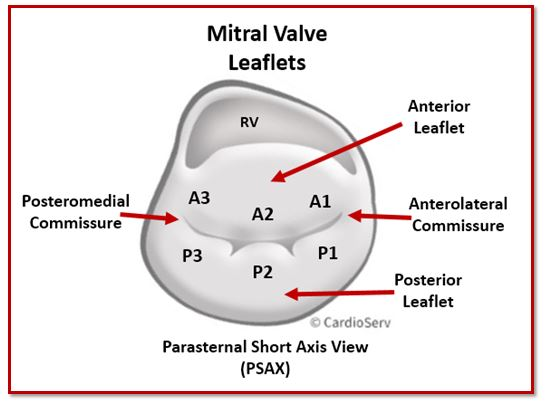 Mitral Valve
Leaflets
RV
Anterior
Leaflet
A3
A2
A1
Posteromedial
Commissure
Anterolateral
Commissure
P3
P2
P1
Posterior
Leaflet
© CardioServ
Parasternal Short Axis View
(PSAX)